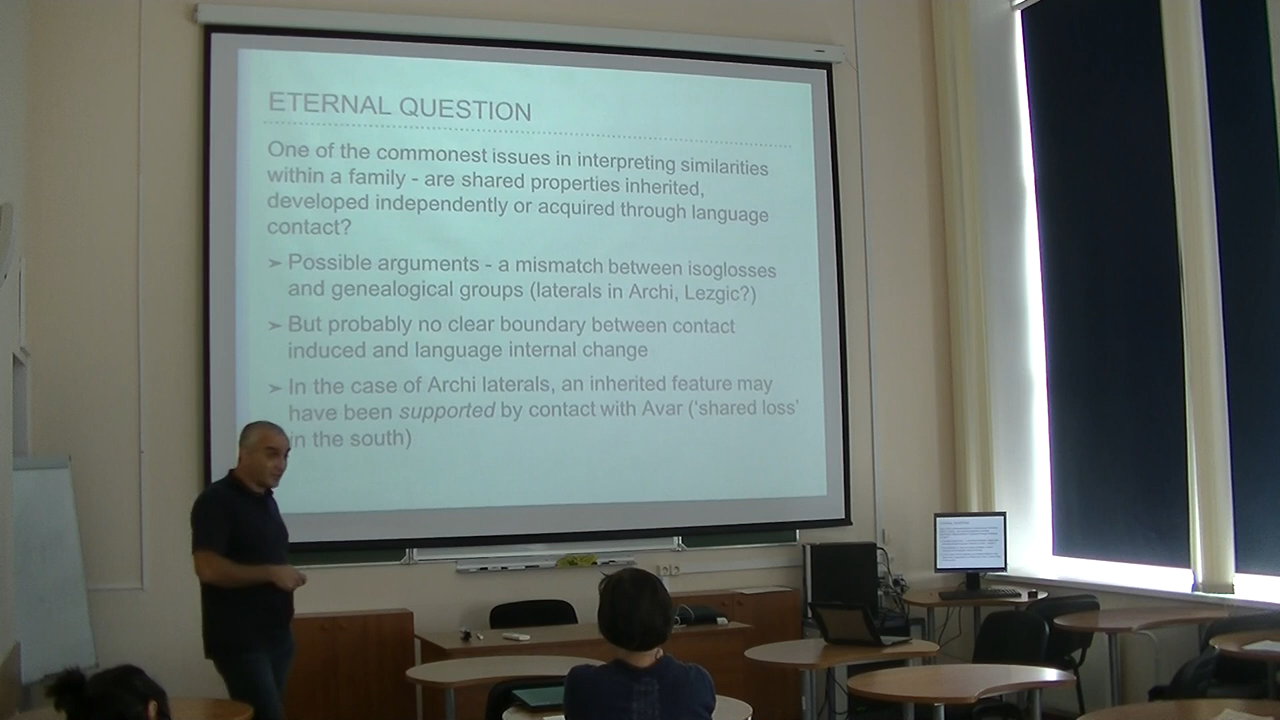 ETERNAL QUESTION
One of the commonest issues in interpreting similarities
within a family - are shared properties inherited,
developed independently or acquired through language
contact?
➢ Possible arguments - a mismatch between isoglosses
and genealogical groups (laterals in Archi, Lezgic?)
➢ But probably no clear boundary between contact
induced and language internal change
➢ In the case of Archi laterals, an inherited feature may
have been supported by contact with Avar (‘shared loss’
in the south)